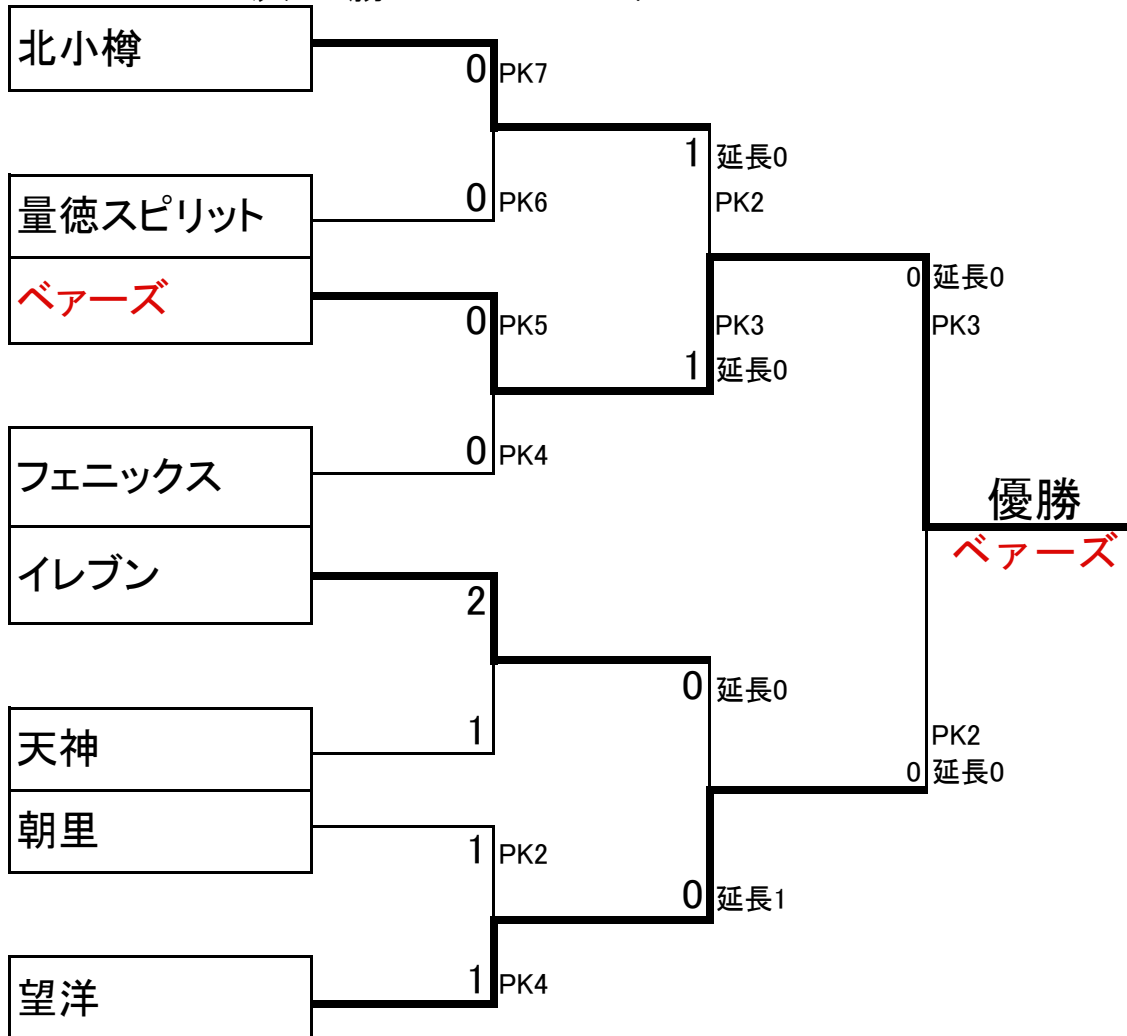 北小樽
0 PK7
1 延長0
0 PK6
PK2
量徳スピリット
ベァーズ
0 延長0
0 PK5
PK3
PK3
1 延長0
0 PK4
フェニックス
優勝
ベァーズ
イレブン
2
0 延長0
1
天神
PK2
0 延長0
朝里
1 PK2
0 延長1
1 PK4
望洋